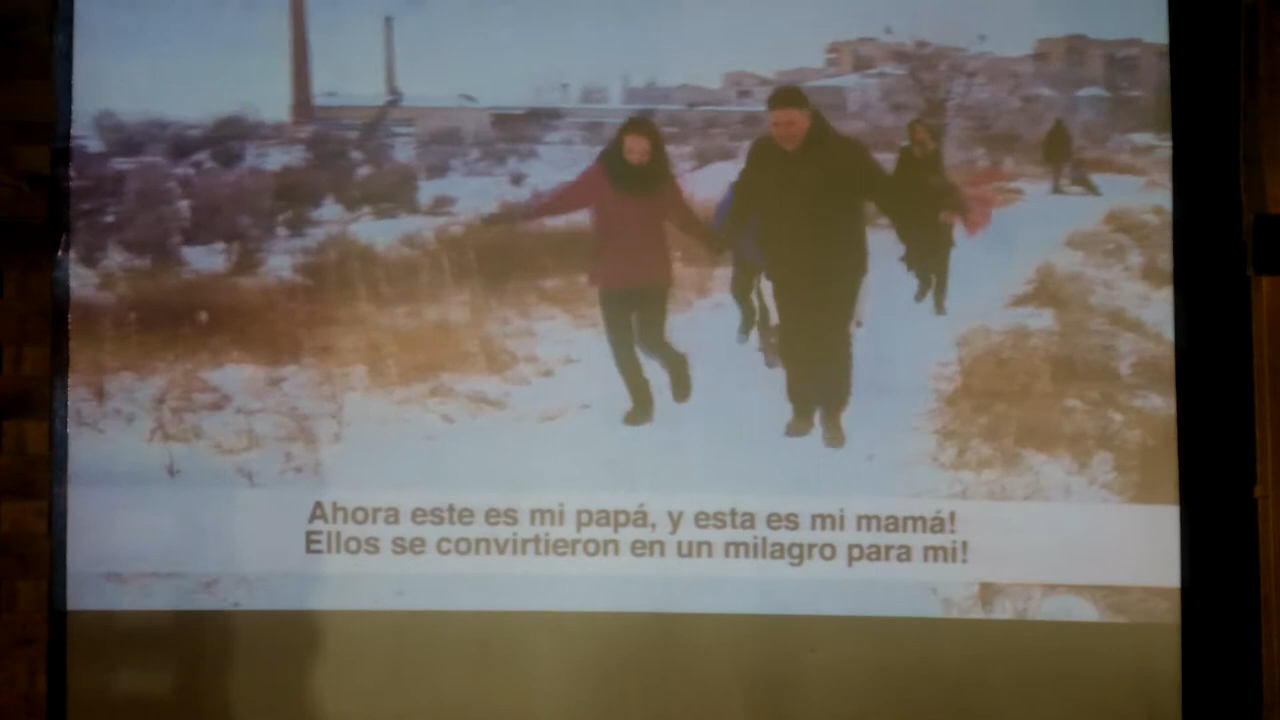 Ahora este es mi papá, y esta es mi mamá!
Ellos se convirtieron en un milagro para mi!